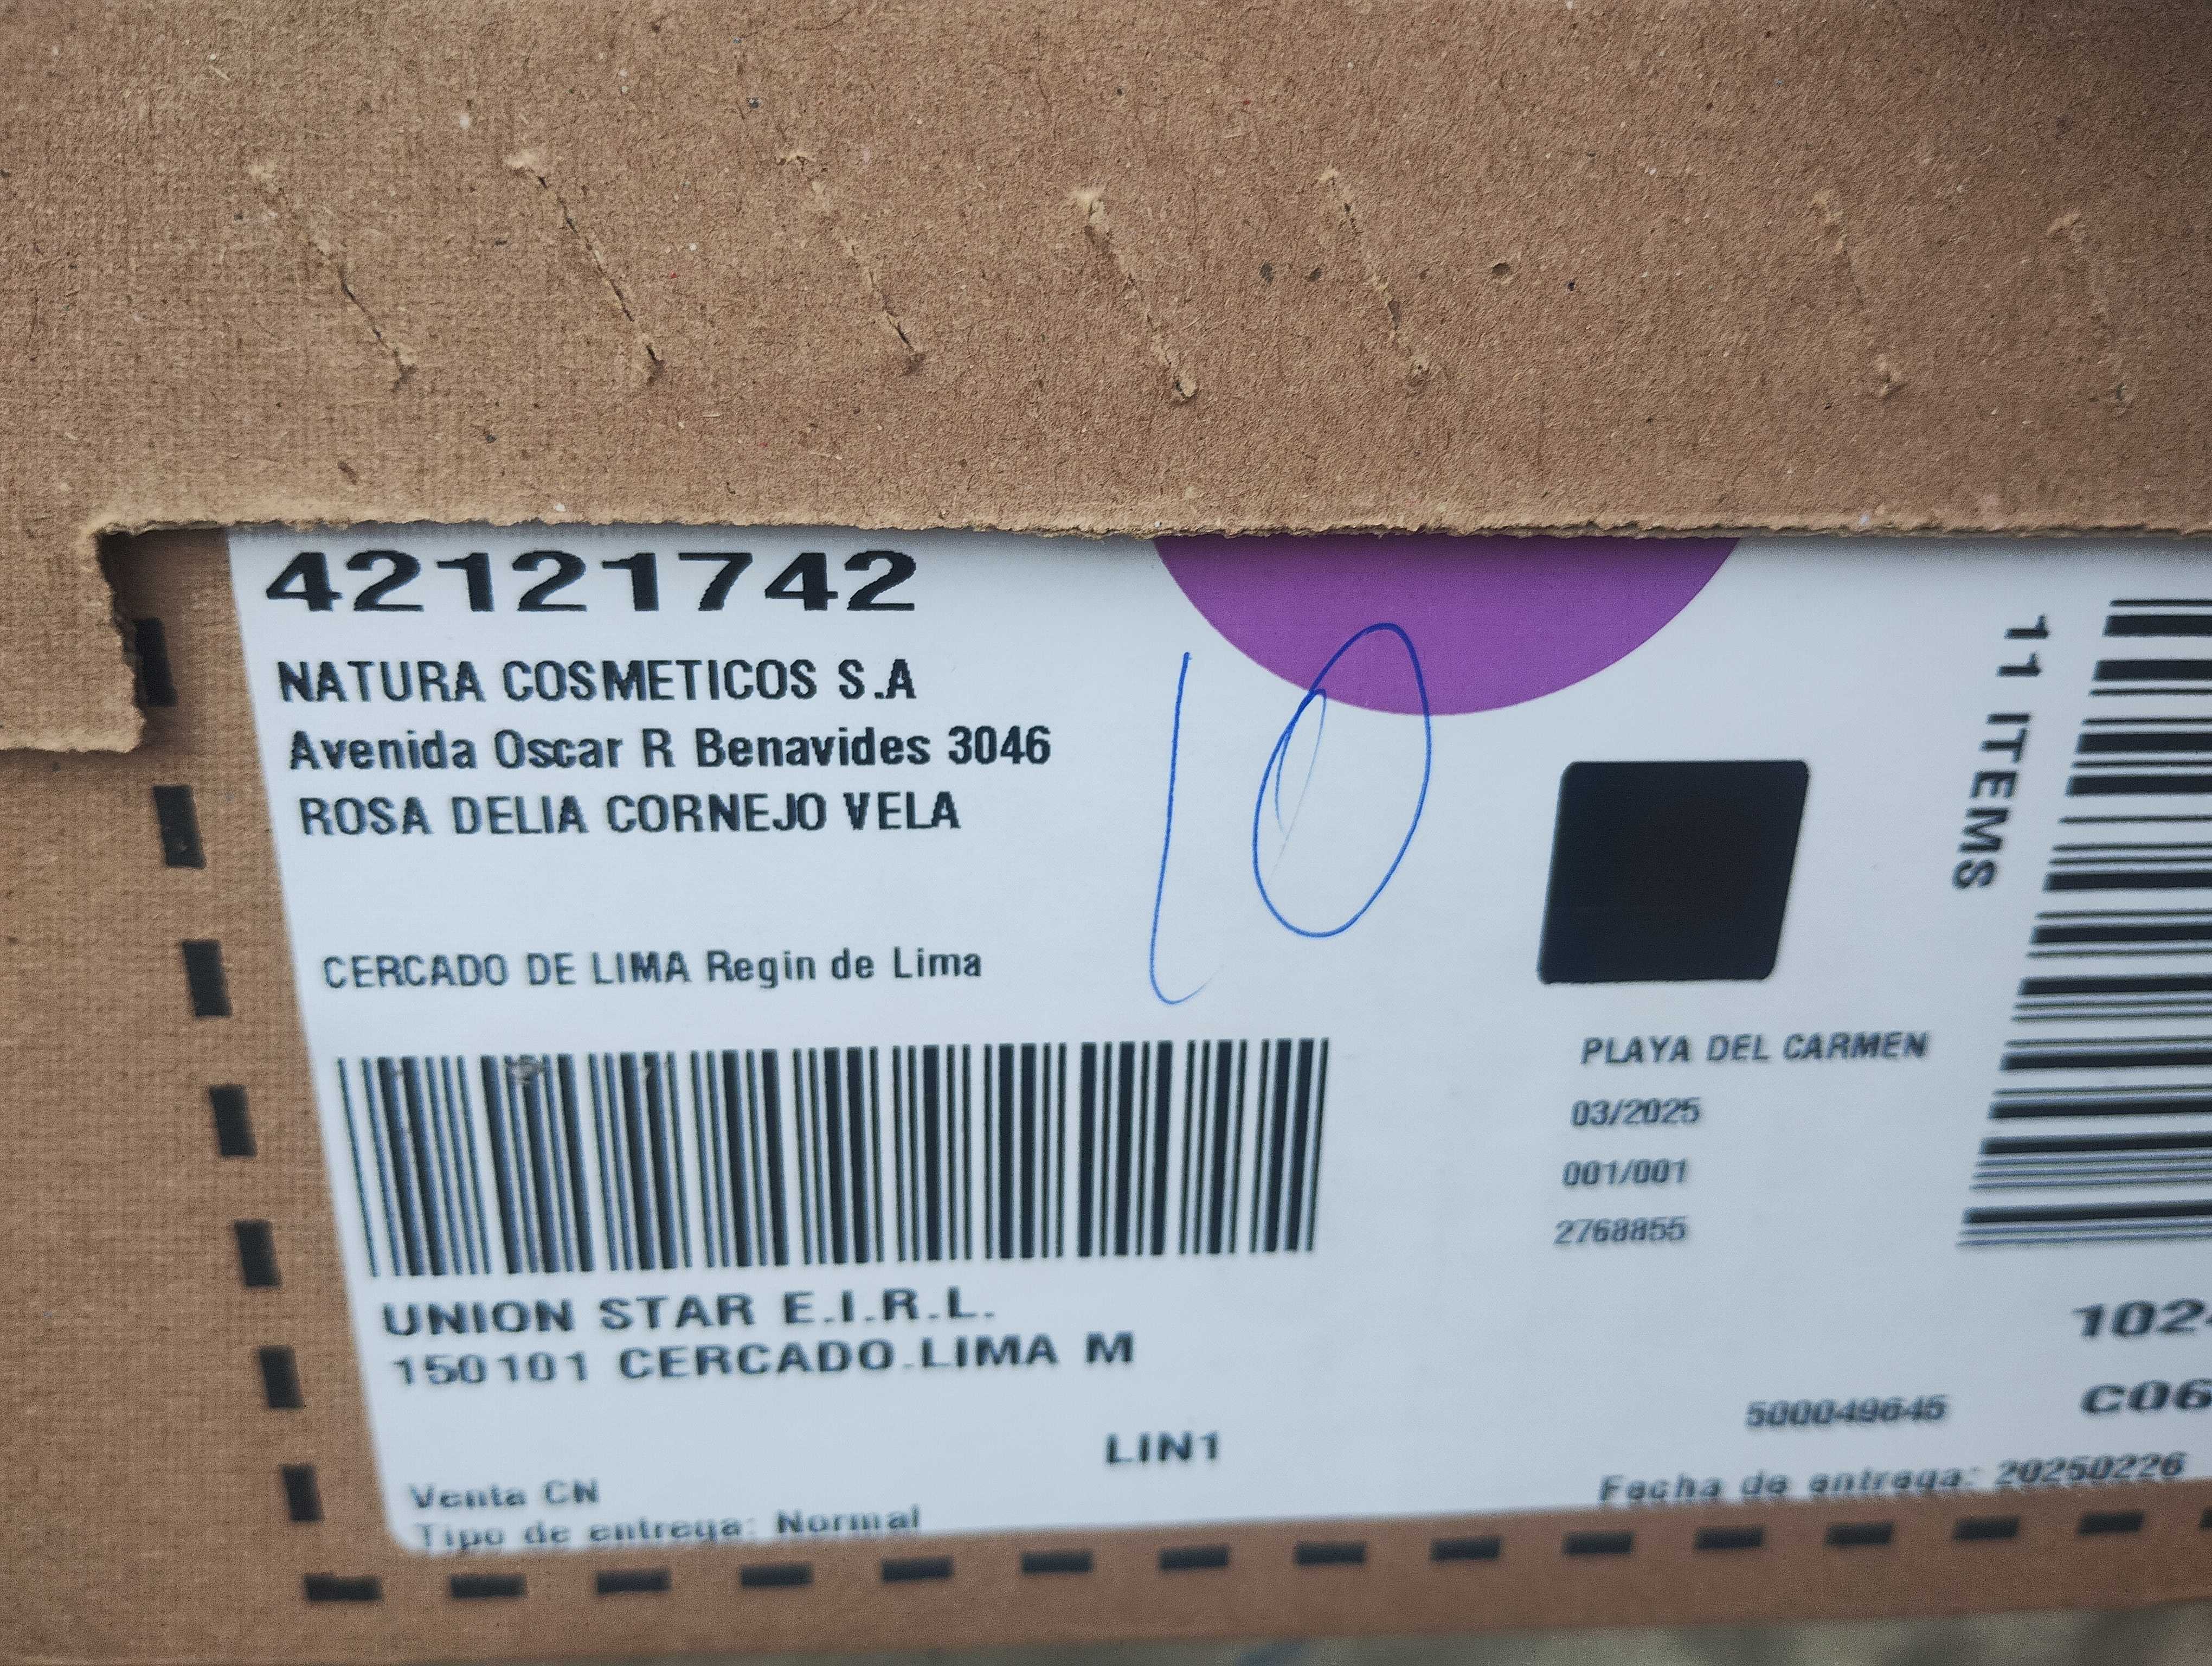 42121742
NATURA COSMETICOS S.A
Avenida Oscar R Benavides 3046
ROSA DELIA CORNEJO VELA
10
CERCADO DE LIMA Regin de Lima
11 ITEMS
PLAYA DEL CARMEN
03/2025
001/001
2768855
UNION STAR E.I.R.L.
150101 CERCADO.LIMA M
LIN1
500049645
102
C06
Venta CN
Tipo de entrega: Normal
Fecha de entrega: 20250226